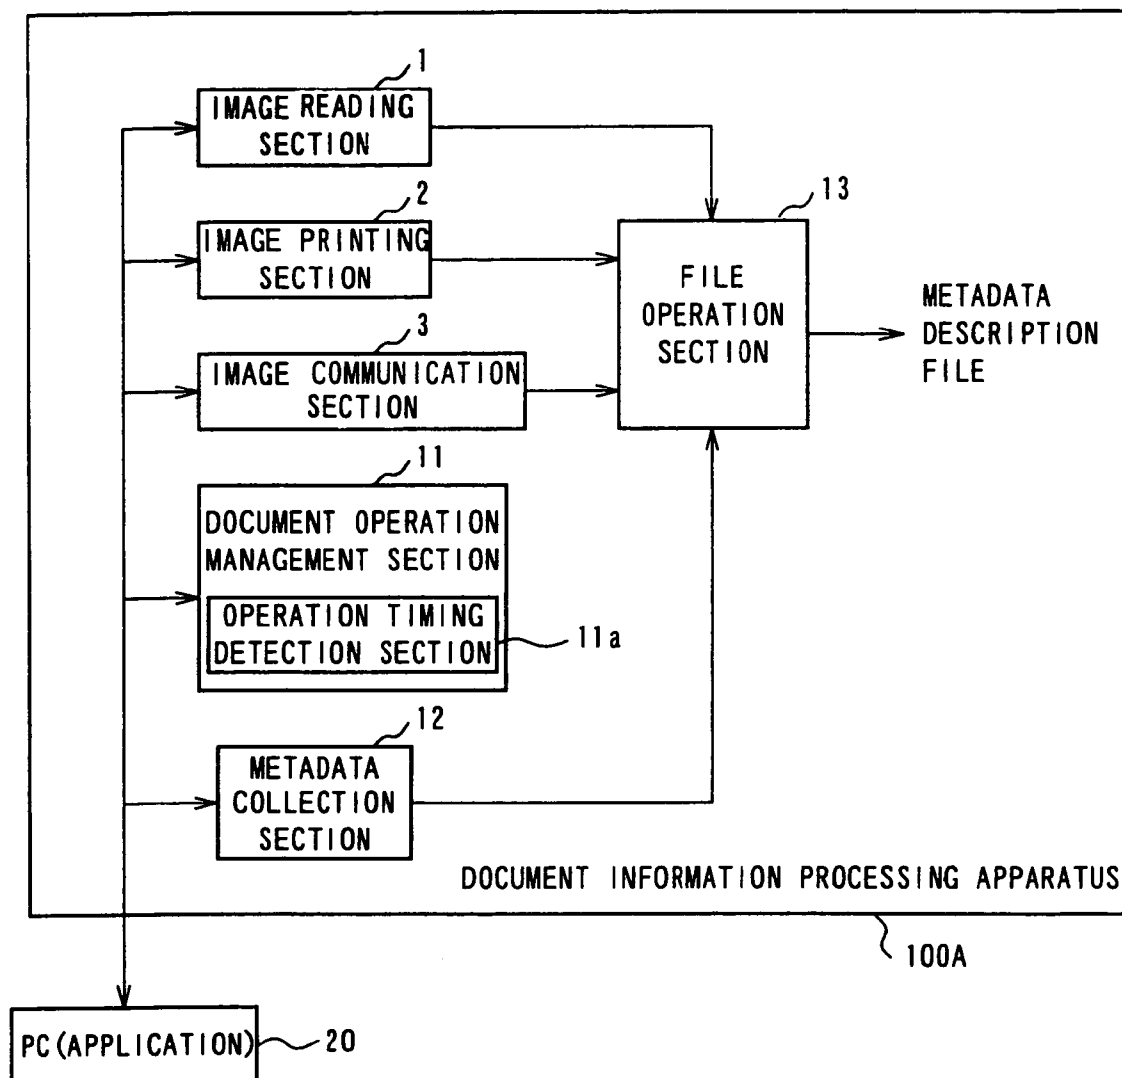 1
IMAGE READING
SECTION
2
IMAGE PRINTING
SECTION
3
IMAGE COMMUNICATION
SECTION
13
FILE
OPERATION
SECTION
METADATA
DESCRIPTION
FILE
11
DOCUMENT OPERATION
MANAGEMENT SECTION
OPERATION TIMING
DETECTION SECTION
11a
12
METADATA
COLLECTION
SECTION
DOCUMENT INFORMATION PROCESSING APPARATUS
100A
PC(APPLICATION)
20